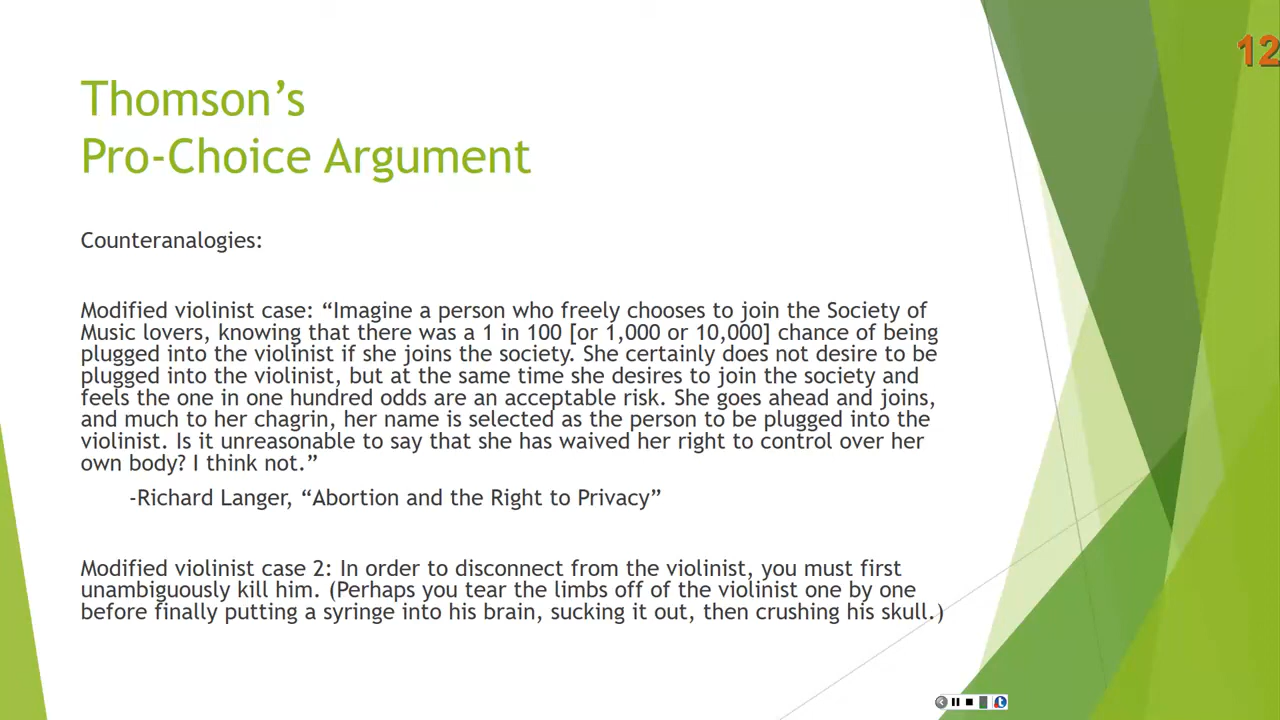 12
Thomson’s
Pro-Choice Argument
Counteranalogies:
Modified violinist case: “Imagine a person who freely chooses to join the Society of
Music lovers, knowing that there was a 1 in 100 [or 1,000 or 10,000] chance of being
plugged into the violinist if she joins the society. She certainly does not desire to be
plugged into the violinist, but at the same time she desires to join the society and
feels the one in one hundred odds are an acceptable risk. She goes ahead and joins,
and much to her chagrin, her name is selected as the person to be plugged into the
violinist. Is it unreasonable to say that she has waived her right to control over her
own body? I think not.”
-Richard Langer, “Abortion and the Right to Privacy”
Modified violinist case 2: In order to disconnect from the violinist, you must first
unambiguously kill him. (Perhaps you tear the limbs off of the violinist one by one
before finally putting a syringe into his brain, sucking it out, then crushing his skull.)